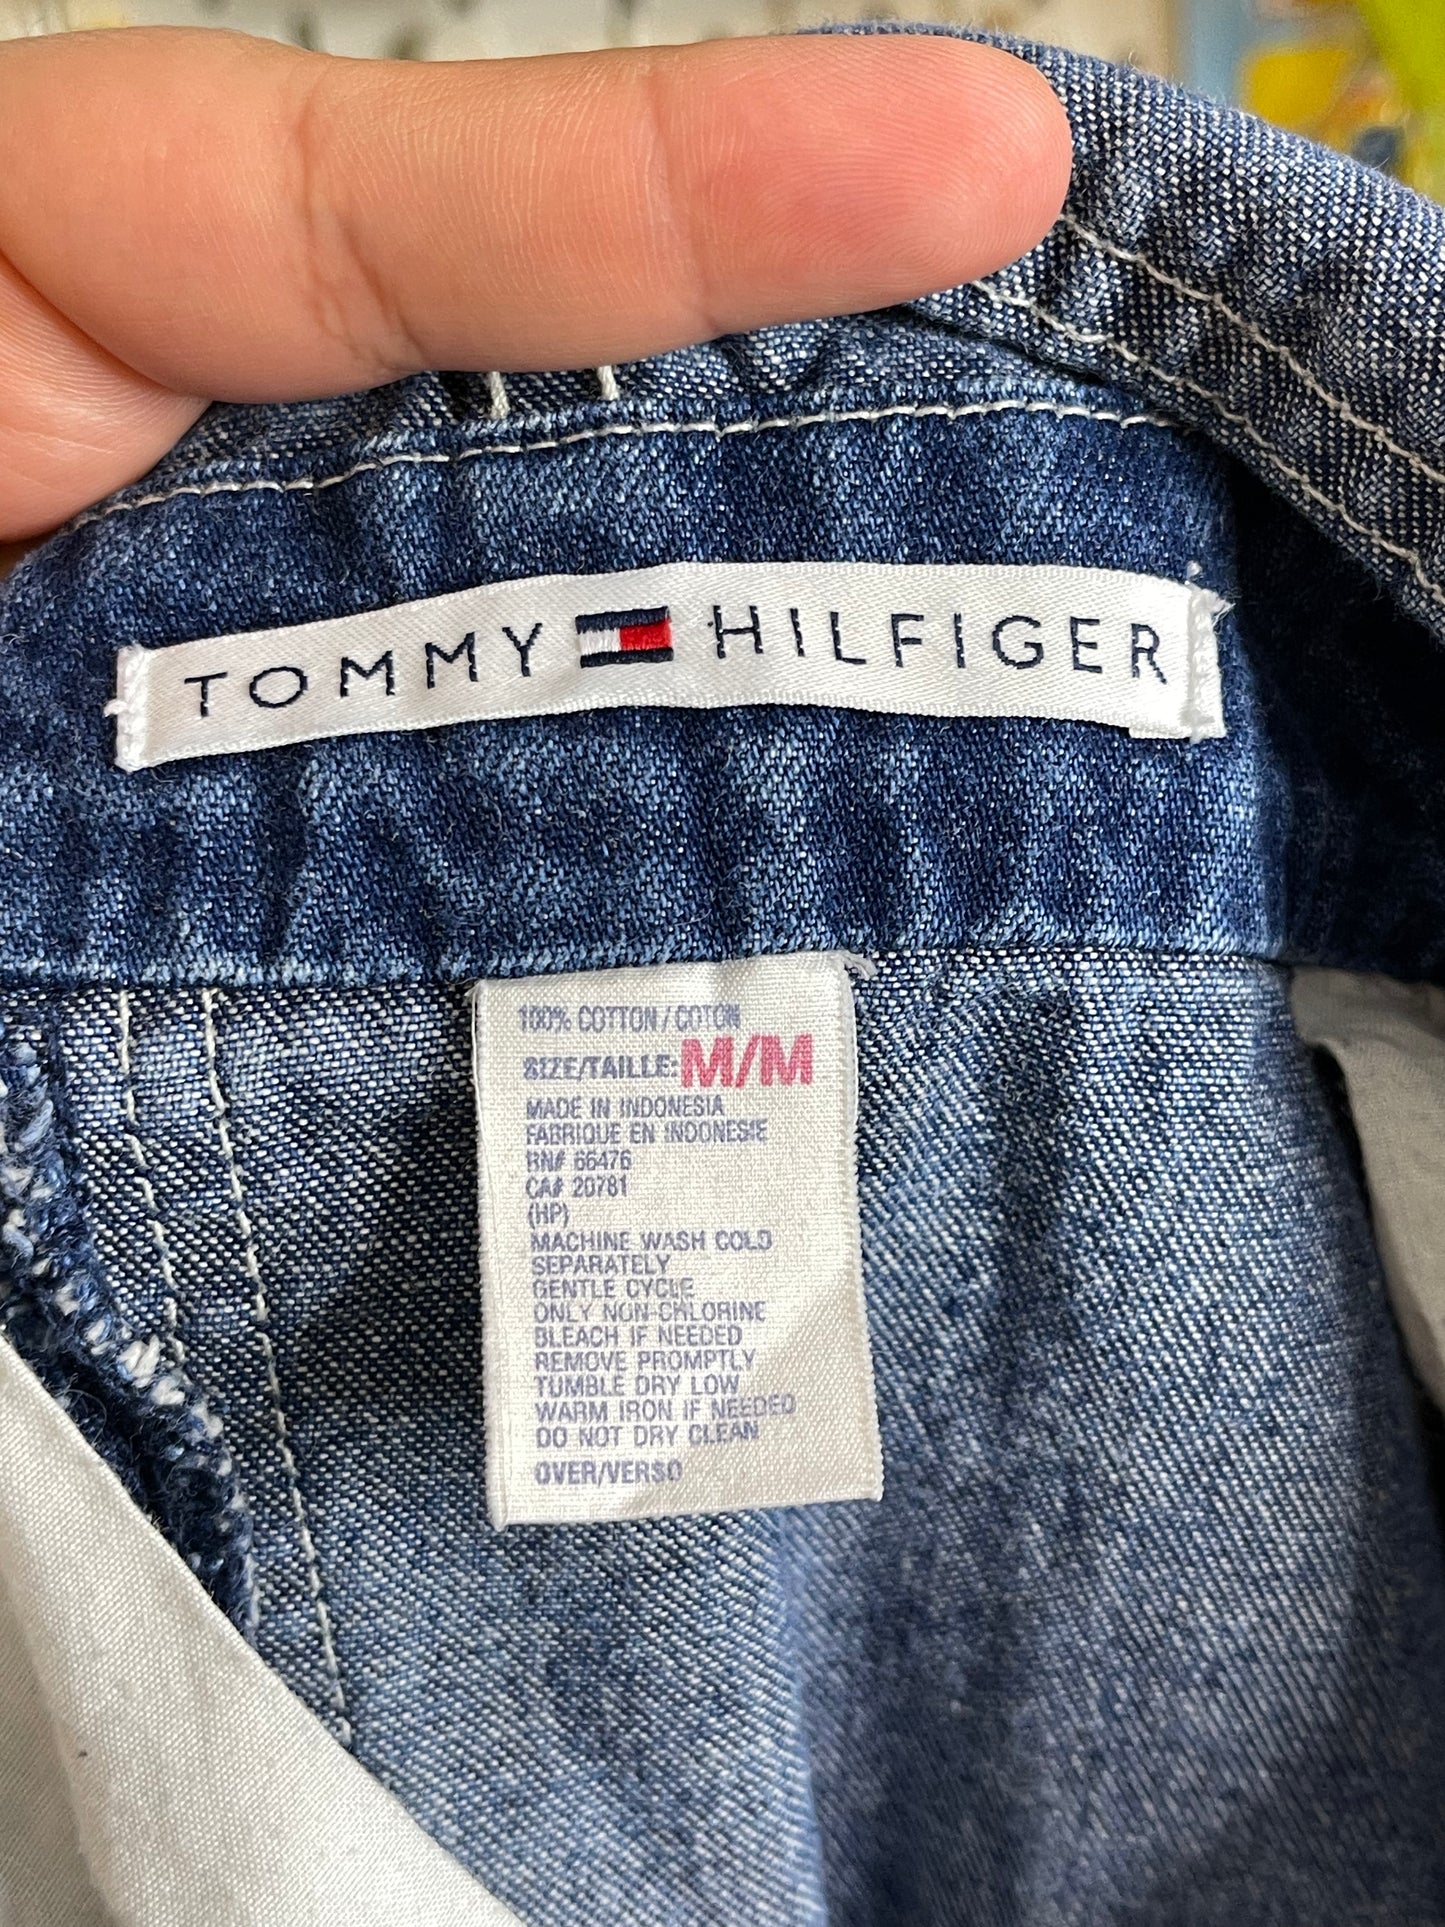 TOMMY HILFIGER
100% COTTON/COTON
SIZE/TAILLE: M/M
MADE IN INDONESIA
FABRIQUE EN INDONESIE
RN# 66476
CA# 20781
(HP)
MACHINE WASH COLD
SEPARATELY
GENTLE CYCLE
ONLY NON-CHLORINE
BLEACH IF NEEDED
REMOVE PROMPTLY
TUMBLE DRY LOW
WARM IRON IF NEEDED
DO NOT DRY CLEAN
OVER/VERSO